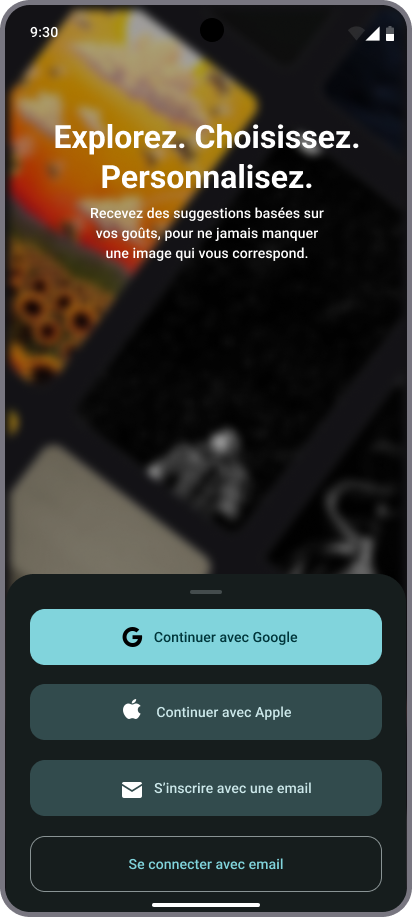 9:30
Explorez. Choisissez.
Personnalisez.
Recevez des suggestions basées sur
vos goûts, pour ne jamais manquer
une image qui vous correspond.
Continuer avec Google
Continuer avec Apple
S'inscrire avec une email
Se connecter avec email